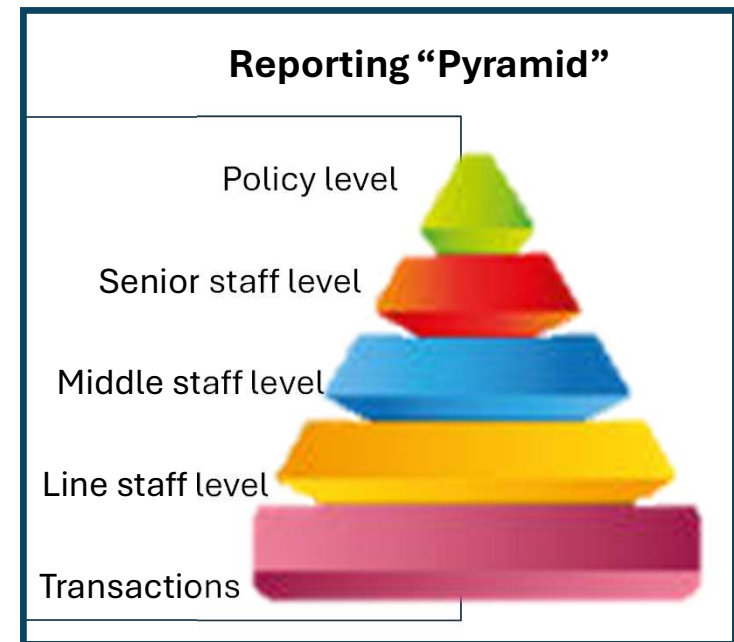 Reporting “Pyramid”
Policy level
Senior staff level
Middle staff level
Line staff level
Transactions